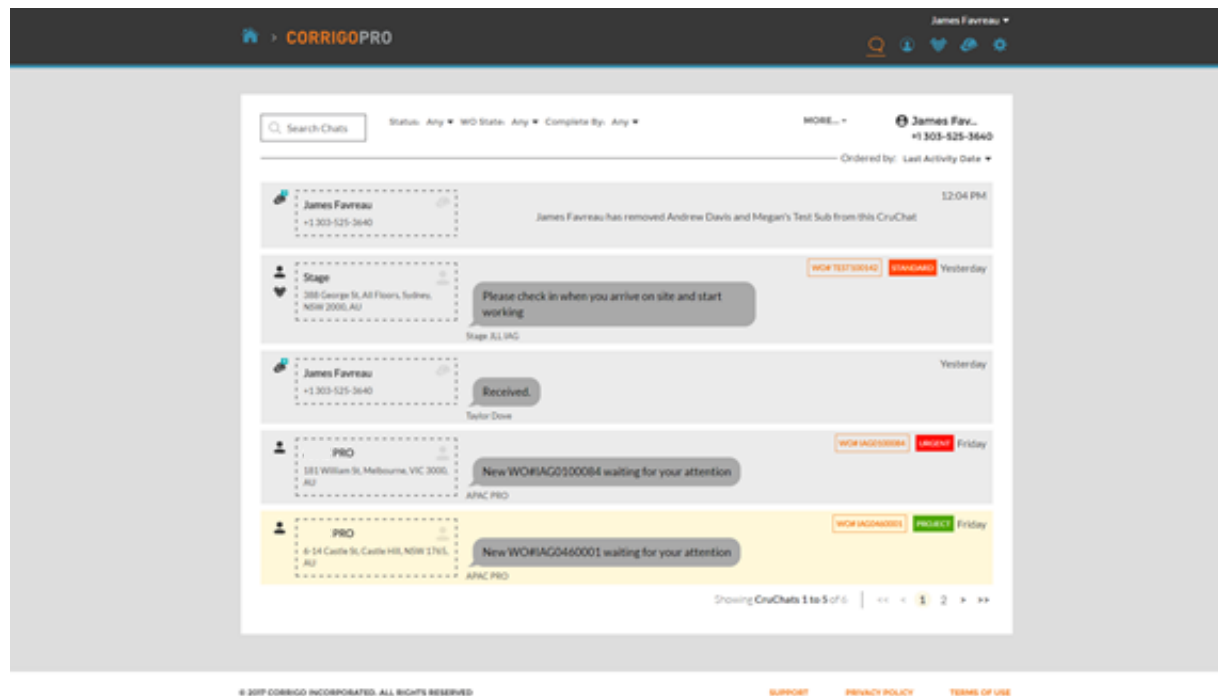 James Favreau
> CORRIGOPRO
Search Chats
Status: Any WO State: Any Complete By: Any
MORE...
James Fav...
+1 303-525-3640
Ordered by: Last Activity Date
James Favreau
+1 303-525-3640
James Favreau has removed Andrew Davis and Megan's Test Sub from this CruChat
12:04 PM
Stage
388 George St, All Floors, Sydney,
NSW 2000, AU
WO# TEST500142 STANDARD Yesterday
Please check in when you arrive on site and start
working
Stage JLL IAG
James Favreau
+1 303-525-3640
Yesterday
Received.
Taylor Dove
PRO
181 William St, Melbourne, VIC 3000,
AU
WO# IAG0100084 URGENT Friday
New WO#IAG0100084 waiting for your attention
APAC PRO
PRO
6-14 Castle St, Castle Hill, NSW 1765,
AU
WO# IAG0460001 PROJECT Friday
New WO#IAG0460001 waiting for your attention
APAC PRO
Showing CruChats 1 to 5 of 6 << < 1 2 > >>
© 2017 CORRIGO INCORPORATED. ALL RIGHTS RESERVED
SUPPORT PRIVACY POLICY TERMS OF USE